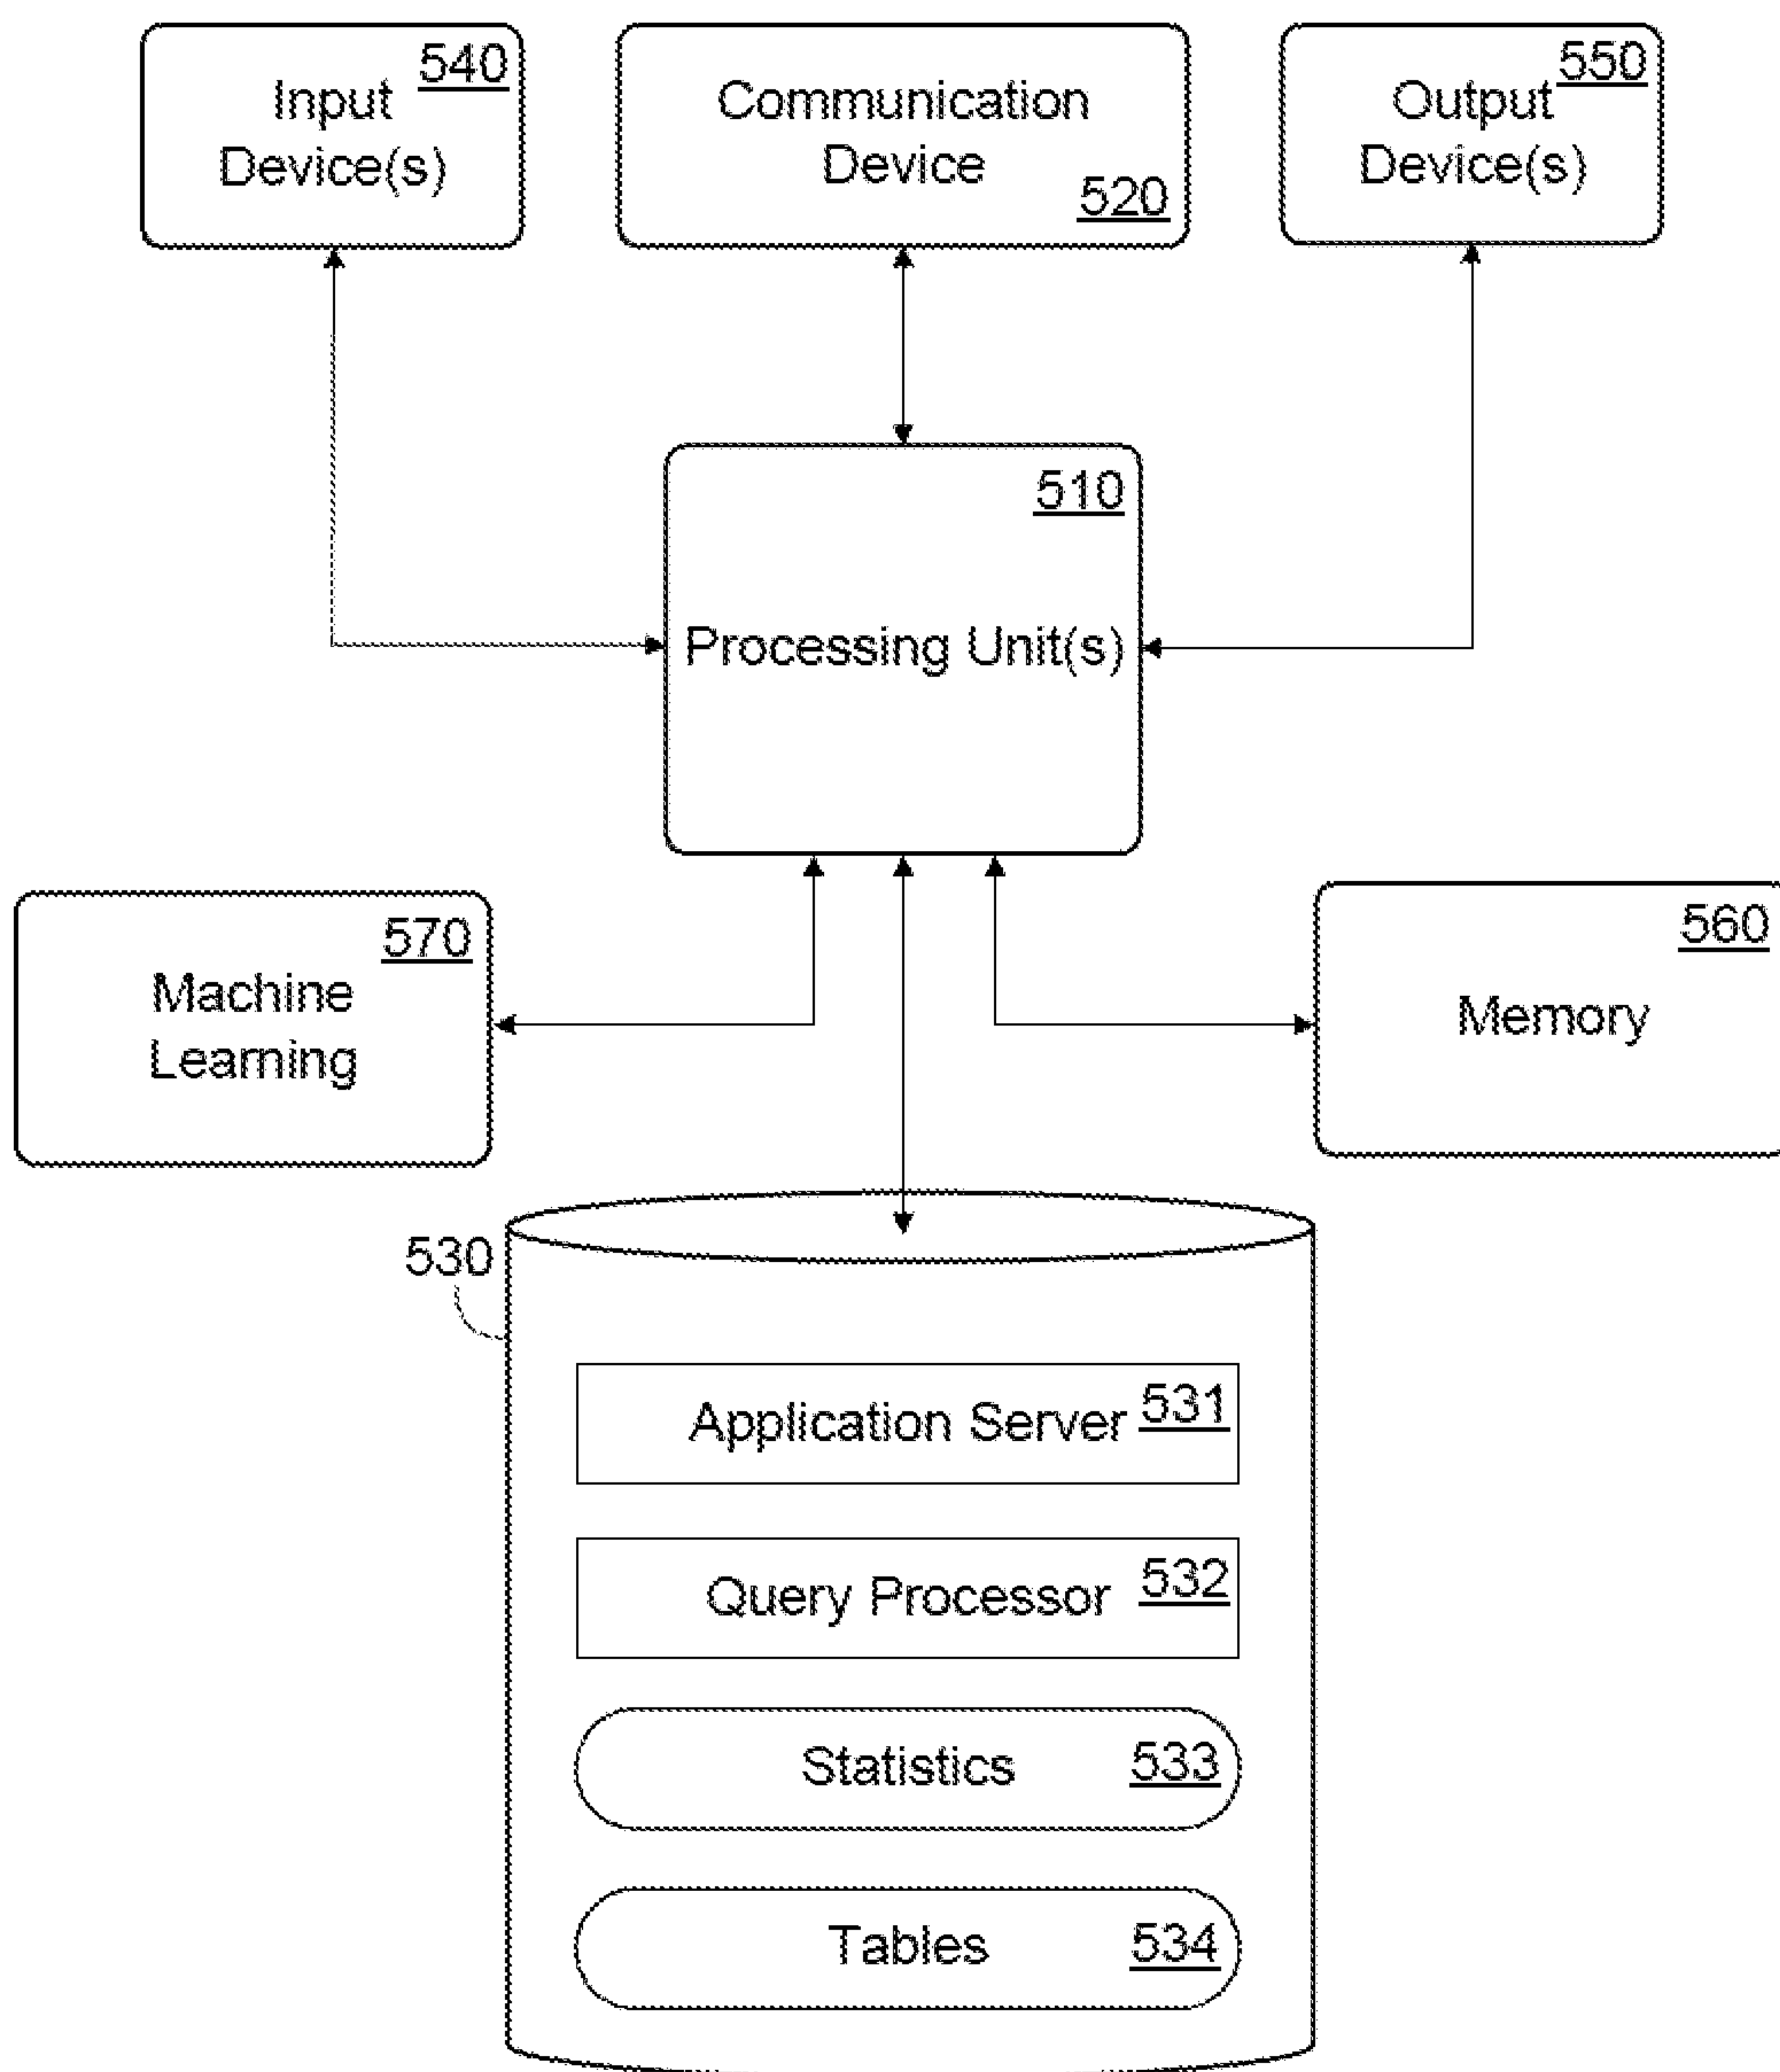 540
Input
Device(s)
Communication
Device
520
550
Output
Device(s)
510
Processing Unit(s)
570
Machine
Learning
560
Memory
530
Application Server 531
Query Processor 532
Statistics 533
Tables 534